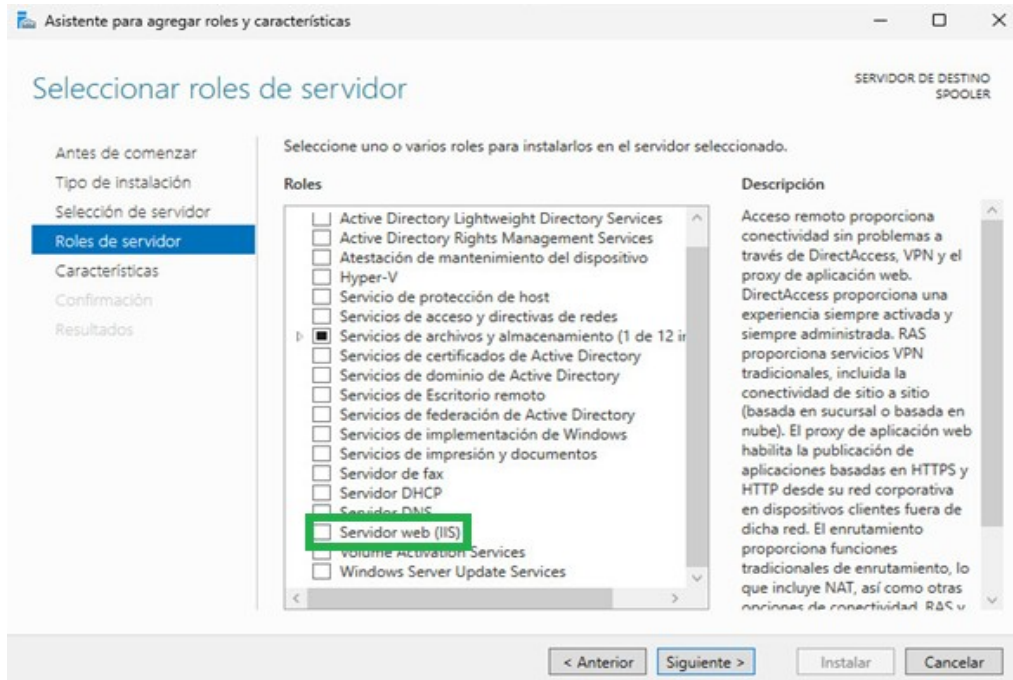 Asistente para agregar roles y características
Seleccionar roles de servidor
SERVIDOR DE DESTINO
SPOOLER
Antes de comenzar
Tipo de instalación
Selección de servidor
Roles de servidor
Características
Confirmación
Resultados
Seleccione uno o varios roles para instalarlos en el servidor seleccionado.
Roles
Active Directory Lightweight Directory Services
Active Directory Rights Management Services
Atestación de mantenimiento del dispositivo
Hyper-V
Servicio de protección de host
Servicios de acceso y directivas de redes
Servicios de archivos y almacenamiento (1 de 12 in
Servicios de certificados de Active Directory
Servicios de dominio de Active Directory
Servicios de Escritorio remoto
Servicios de federación de Active Directory
Servicios de implementación de Windows
Servicios de impresión y documentos
Servidor de fax
Servidor DHCP
Servidor DNS
Servidor web (IIS)
Volume Activation Services
Windows Server Update Services
Descripción
Acceso remoto proporciona
conectividad sin problemas a
través de DirectAccess, VPN y el
proxy de aplicación web.
DirectAccess proporciona una
experiencia siempre activada y
siempre administrada. RAS
proporciona servicios VPN
tradicionales, incluida la
conectividad de sitio a sitio
(basada en sucursal o basada en
nube). El proxy de aplicación web
habilita la publicación de
aplicaciones basadas en HTTPS y
HTTP desde su red corporativa
en dispositivos clientes fuera de
dicha red. El enrutamiento
proporciona funciones
tradicionales de enrutamiento, lo
que incluye NAT, así como otras
opciones de conectividad. RAS y
< Anterior
Siguiente >
Instalar
Cancelar